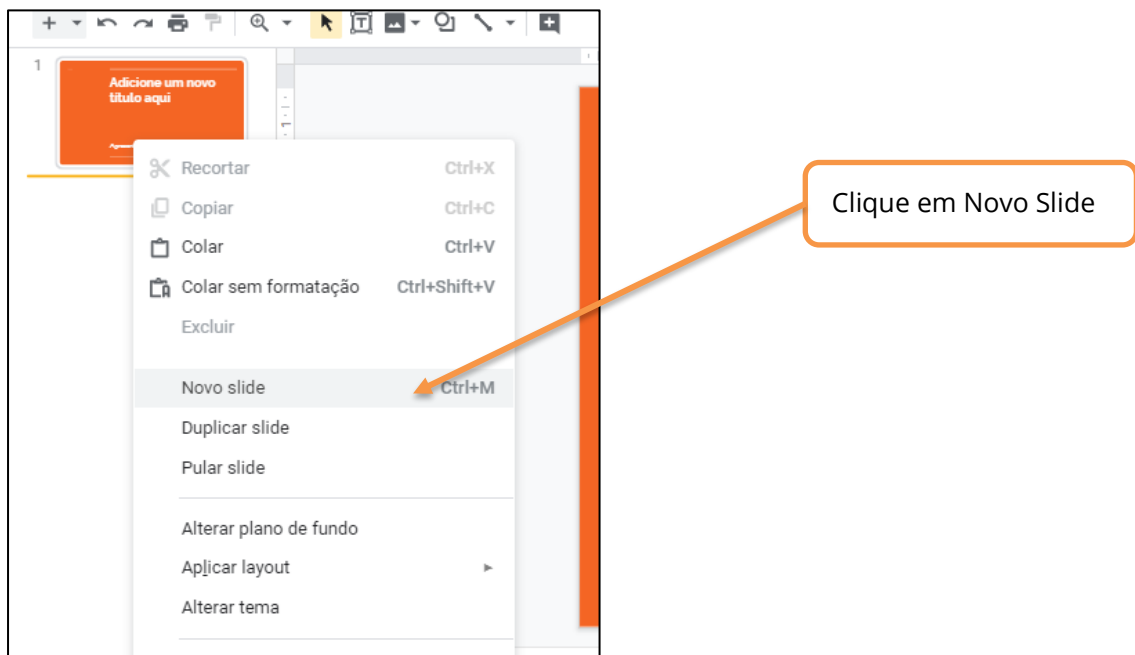 1
Adicione um novo
título aqui
Recortar Ctrl+X
Copiar Ctrl+C
Colar Ctrl+V
Colar sem formatação Ctrl+Shift+V
Excluir
Novo slide Ctrl+M
Duplicar slide
Pular slide
Alterar plano de fundo
Aplicar layout
Alterar tema
Clique em Novo Slide